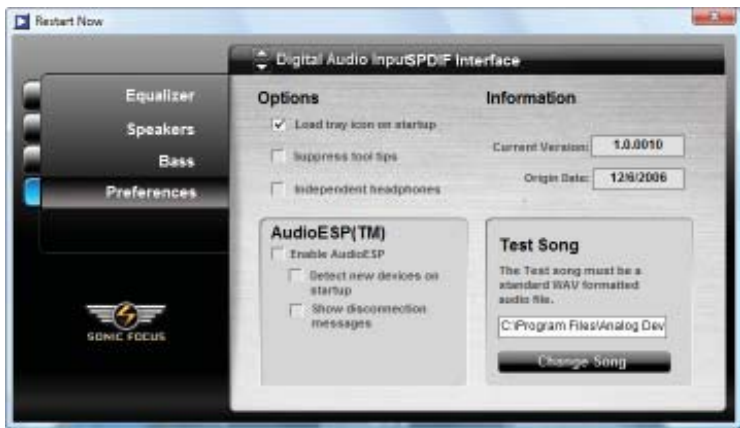 Restart Now
Digital Audio InputSPDIF Interface
Equalizer
Speakers
Bass
Preferences
SONIC FOCUS
Options
Load tray icon on startup
Suppress tool tips
Independent headphones
Information
Current Version: 1.0.0010
Origin Date: 12/6/2006
AudioESP(TM)
Enable AudioESP
Detect new devices on
startup
Show disconnection
messages
Test Song
The Test song must be a
standard WAV formatted
audio file.
C:\Program Files\Analog Dev
Change Song